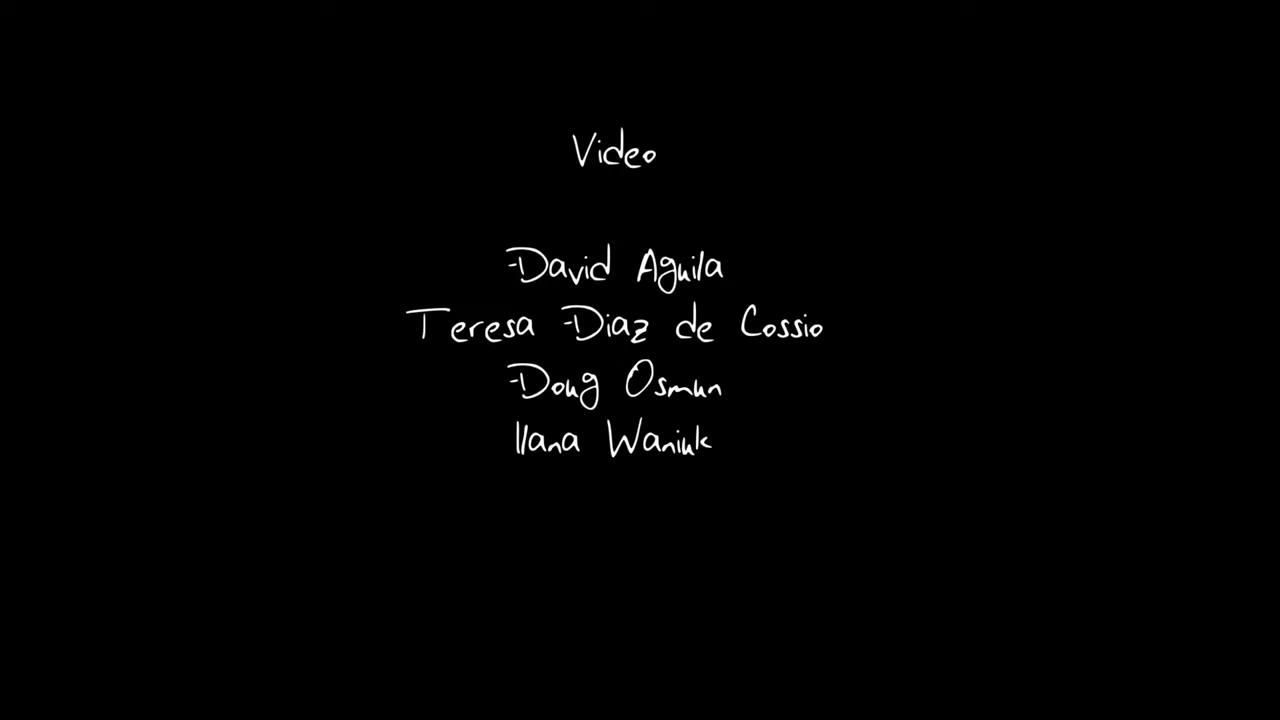 Video
David Aguila
Teresa Diaz de Cossio
Doug Osmun
Ilana Waniuk